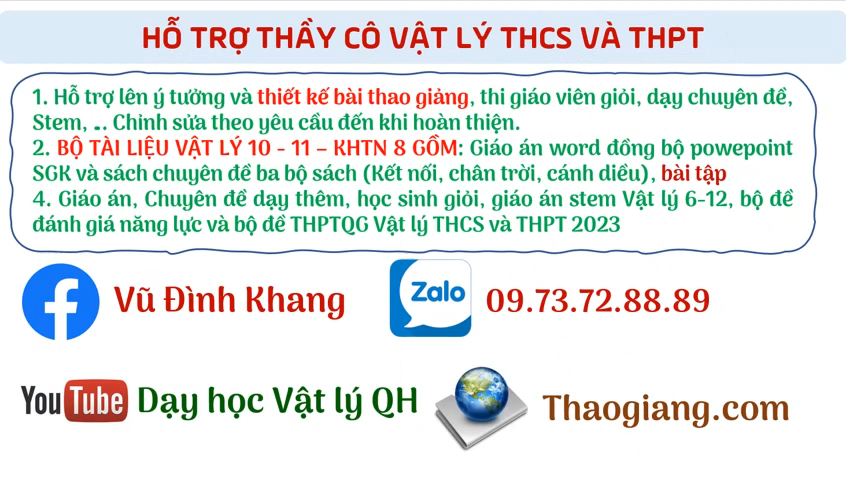 HỖ TRỢ THẦY CÔ VẬT LÝ THCS VÀ THPT
1. Hỗ trợ lên ý tưởng và thiết kế bài thao giảng, thi giáo viên giỏi, dạy chuyên đề,
Stem, … Chỉnh sửa theo yêu cầu đến khi hoàn thiện.
2. BỘ TÀI LIỆU VẬT LÝ 10 - 11 – KHTN 8 GỒM: Giáo án word đồng bộ powepoint
SGK và sách chuyên đề ba bộ sách (Kết nối, chân trời, cánh diều), bài tập
4. Giáo án, Chuyên đề dạy thêm, học sinh giỏi, giáo án stem Vật lý 6-12, bộ đề
đánh giá năng lực và bộ đề THPTQG Vật lý THCS và THPT 2023
f Vũ Đình Khang
Zalo 09.73.72.88.89
YouTube Dạy học Vật lý QH
Thaogiang.com